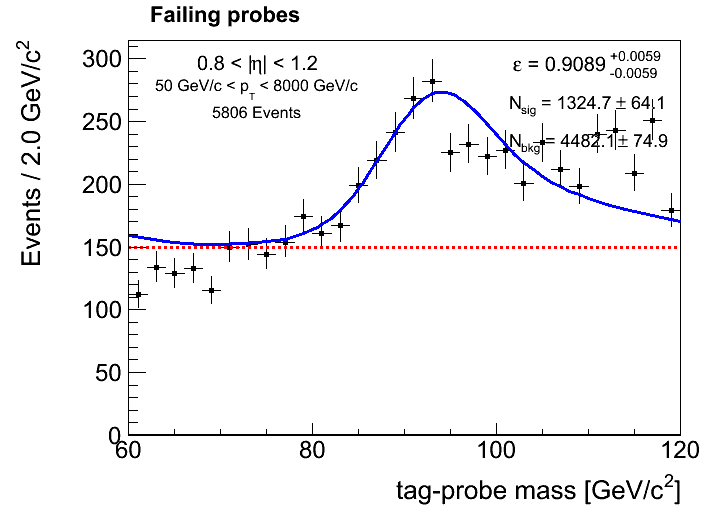 Failing probes
0.8 < |η| < 1.2
50 GeV/c < p_T < 8000 GeV/c
5806 Events
ε = 0.9089 +0.0059 -0.0059
N_sig = 1324.7 ± 64.1
N_bkg = 4482.1 ± 74.9
Events / 2.0 GeV/c²
300
250
200
150
100
50
0
60 80 100 120
tag-probe mass [GeV/c²]